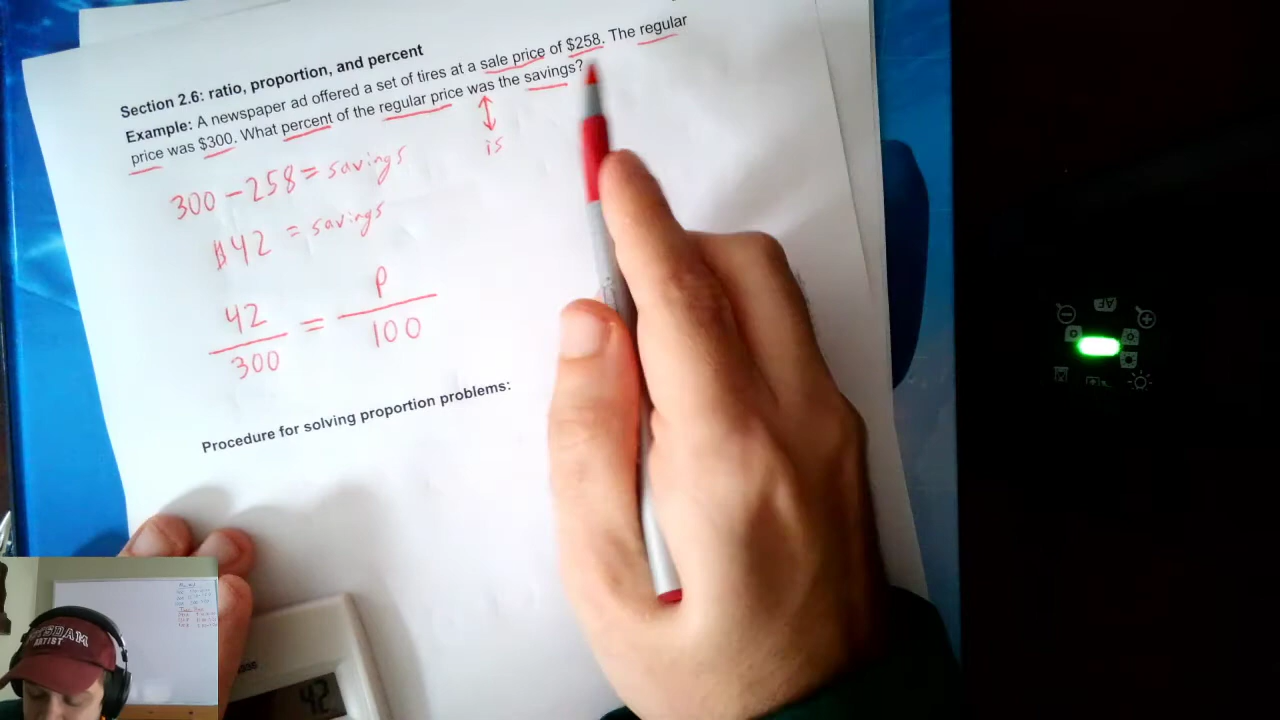 Section 2.6: ratio, proportion, and percent
Example: A newspaper ad offered a set of tires at a sale price of $258. The regular
price was $300. What percent of the regular price was the savings?
is
300 - 258 = savings
$42 = savings
42/300 = P/100
Procedure for solving proportion problems:
42
ARTIST
AF